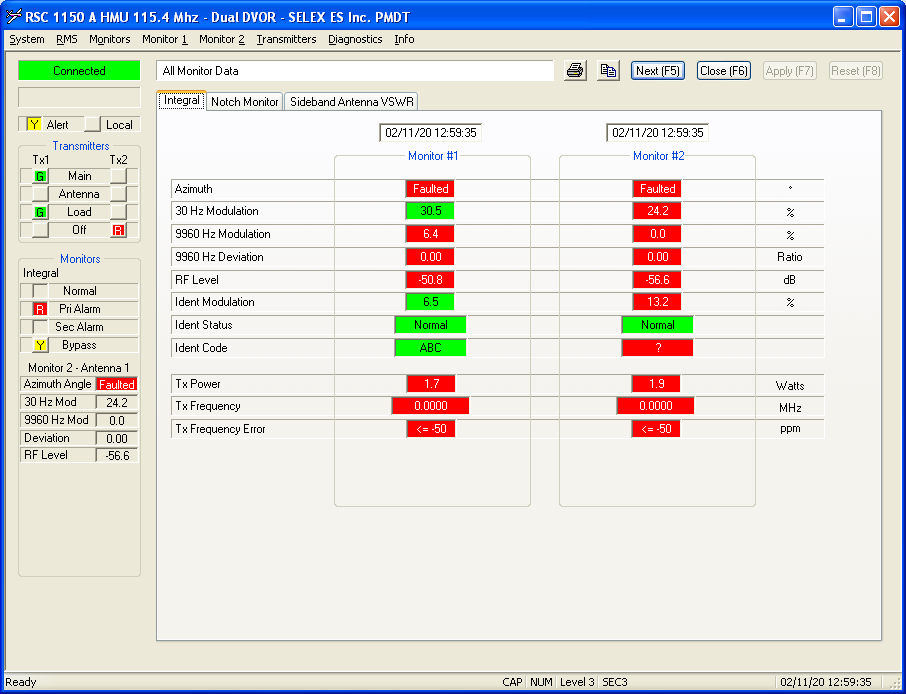 RSC 1150 A HMU 115.4 Mhz - Dual DVOR - SELEX ES Inc. PMDT
System RMS Monitors Monitor 1 Monitor 2 Transmitters Diagnostics Info
Connected All Monitor Data Next (F5) Close (F6) Apply (F7) Reset (F8)
Integral Notch Monitor Sideband Antenna VSWR
Y Alert Local
Transmitters
Tx1 Tx2
G Main
Antenna
G Load
Off R
Monitors
Integral
Normal
R Pri Alarm
Sec Alarm
Y Bypass
Monitor 2 - Antenna 1
Azimuth Angle Faulted
30 Hz Mod 24.2
9960 Hz Mod 0.0
Deviation 0.00
RF Level -56.6
02/11/20 12:59:35 02/11/20 12:59:35
Monitor #1 Monitor #2
Azimuth Faulted Faulted °
30 Hz Modulation 30.5 24.2 %
9960 Hz Modulation 6.4 0.0 %
9960 Hz Deviation 0.00 0.00 Ratio
RF Level -50.8 -56.6 dB
Ident Modulation 6.5 13.2 %
Ident Status Normal Normal
Ident Code ABC ?
Tx Power 1.7 1.9 Watts
Tx Frequency 0.0000 0.0000 MHz
Tx Frequency Error <= -50 <= -50 ppm
Ready CAP NUM Level 3 SEC3 02/11/20 12:59:35